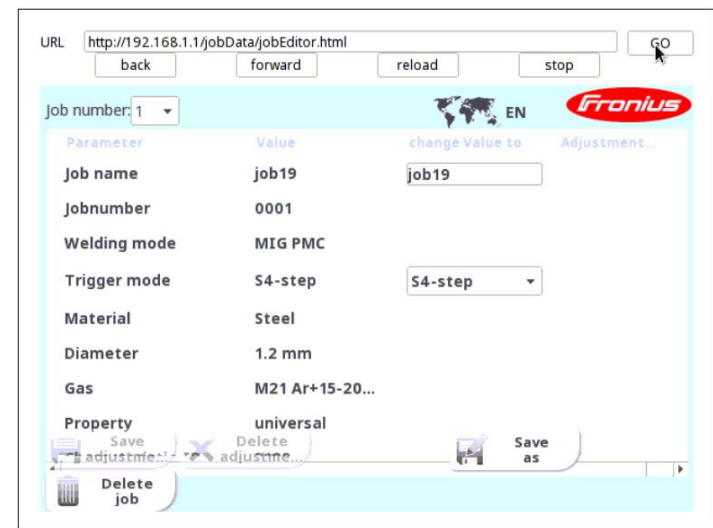 URL http://192.168.1.1/jobData/jobEditor.html GO
back forward reload stop
Job number: 1 EN Fronius
Parameter Value change Value to Adjustment...
Job name job19 job19
Jobnumber 0001
Welding mode MIG PMC
Trigger mode S4-step S4-step
Material Steel
Diameter 1.2 mm
Gas M21 Ar+15-20...
Property universal
Save Delete Save
adjustme... adjustme... as
Delete
job